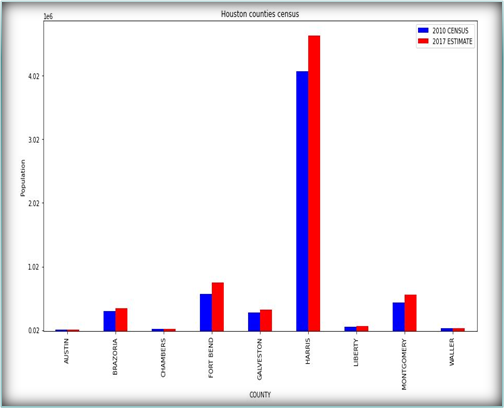 Houston counties census
1e6
2010 CENSUS
2017 ESTIMATE
4.02
3.02
2.02
1.02
0.02
Population
AUSTIN
BRAZORIA
CHAMBERS
FORT BEND
GALVESTON
HARRIS
LIBERTY
MONTGOMERY
WALLER
COUNTY